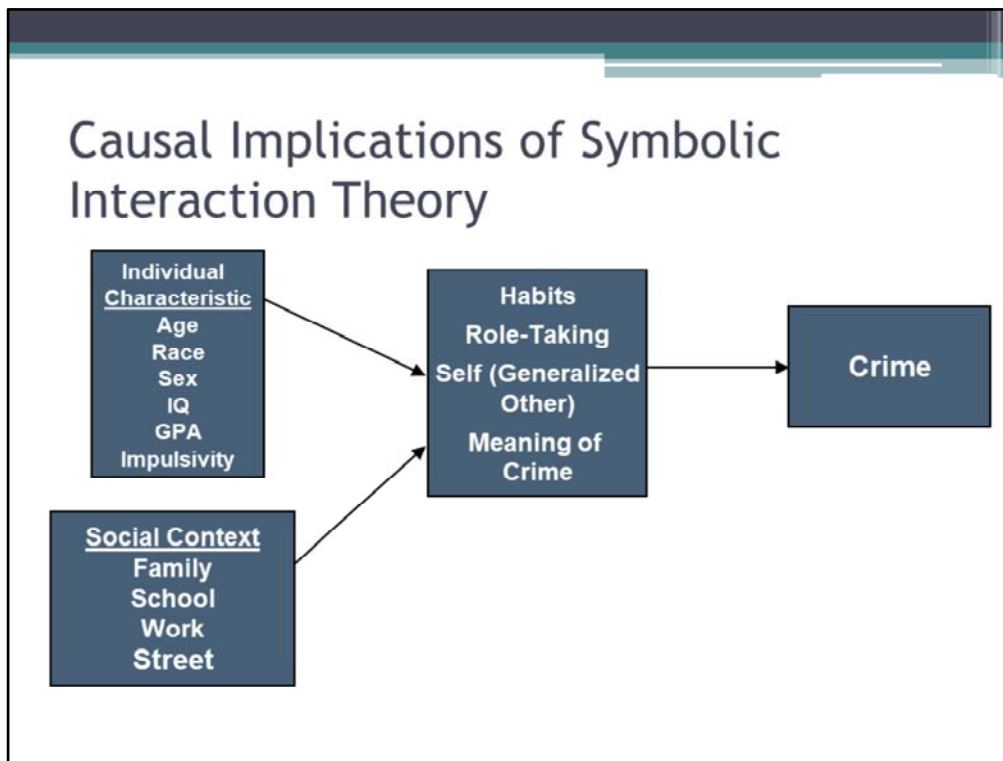 Causal Implications of Symbolic
Interaction Theory
Individual
Characteristic
Age
Race
Sex
IQ
GPA
Impulsivity
Social Context
Family
School
Work
Street
Habits
Role-Taking
Self (Generalized
Other)
Meaning of
Crime
Crime